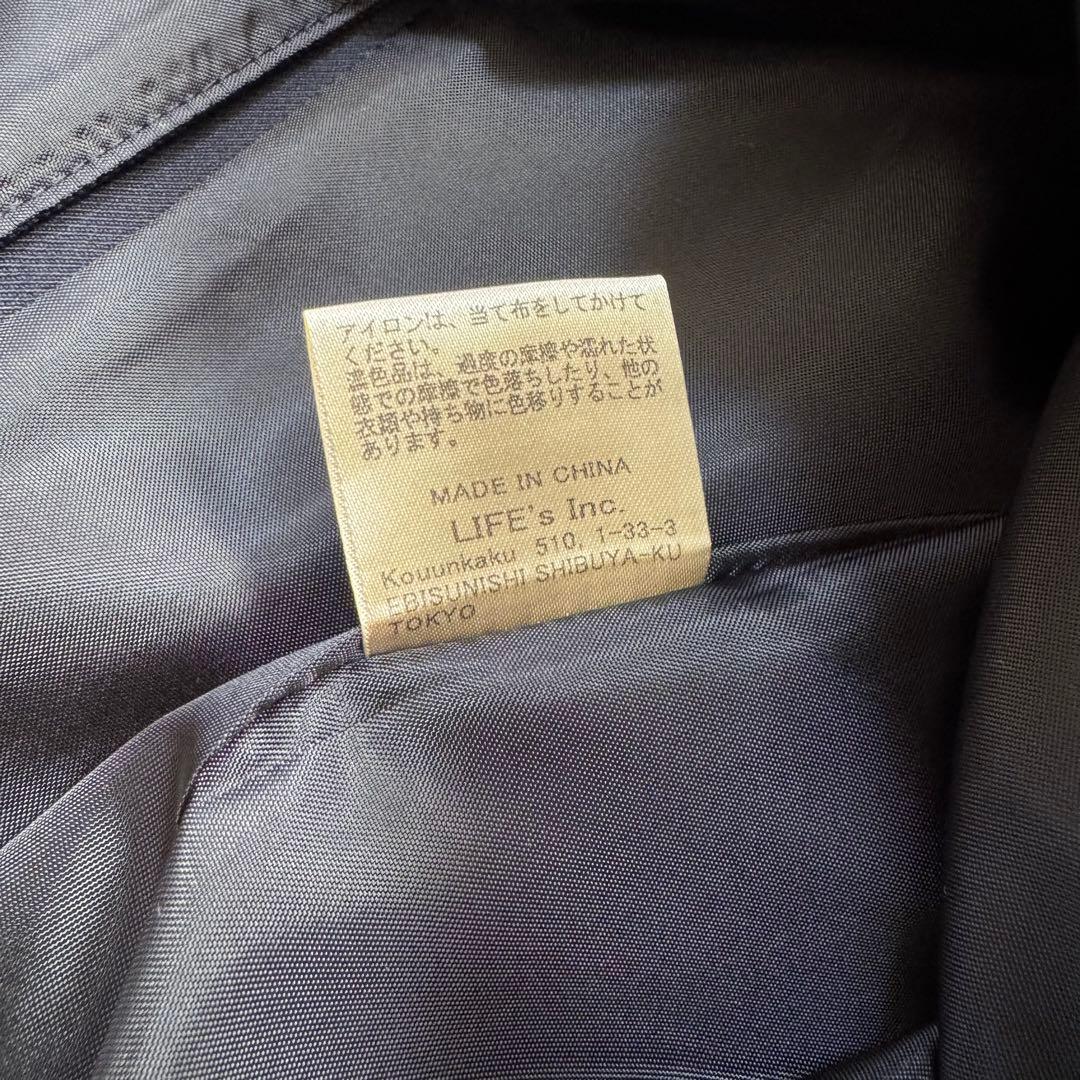 アイロンは、当て布をしてかけて
ください。
濃色品は、過度の摩擦や濡れた状
態での摩擦で色落ちしたり、他の
衣類や持ち物に色移りすることが
あります。
MADE IN CHINA
LIFE's Inc.
Kouunkaku 510, 1-33-3
EBISUNISHI SHIBUYA-KU
TOKYO